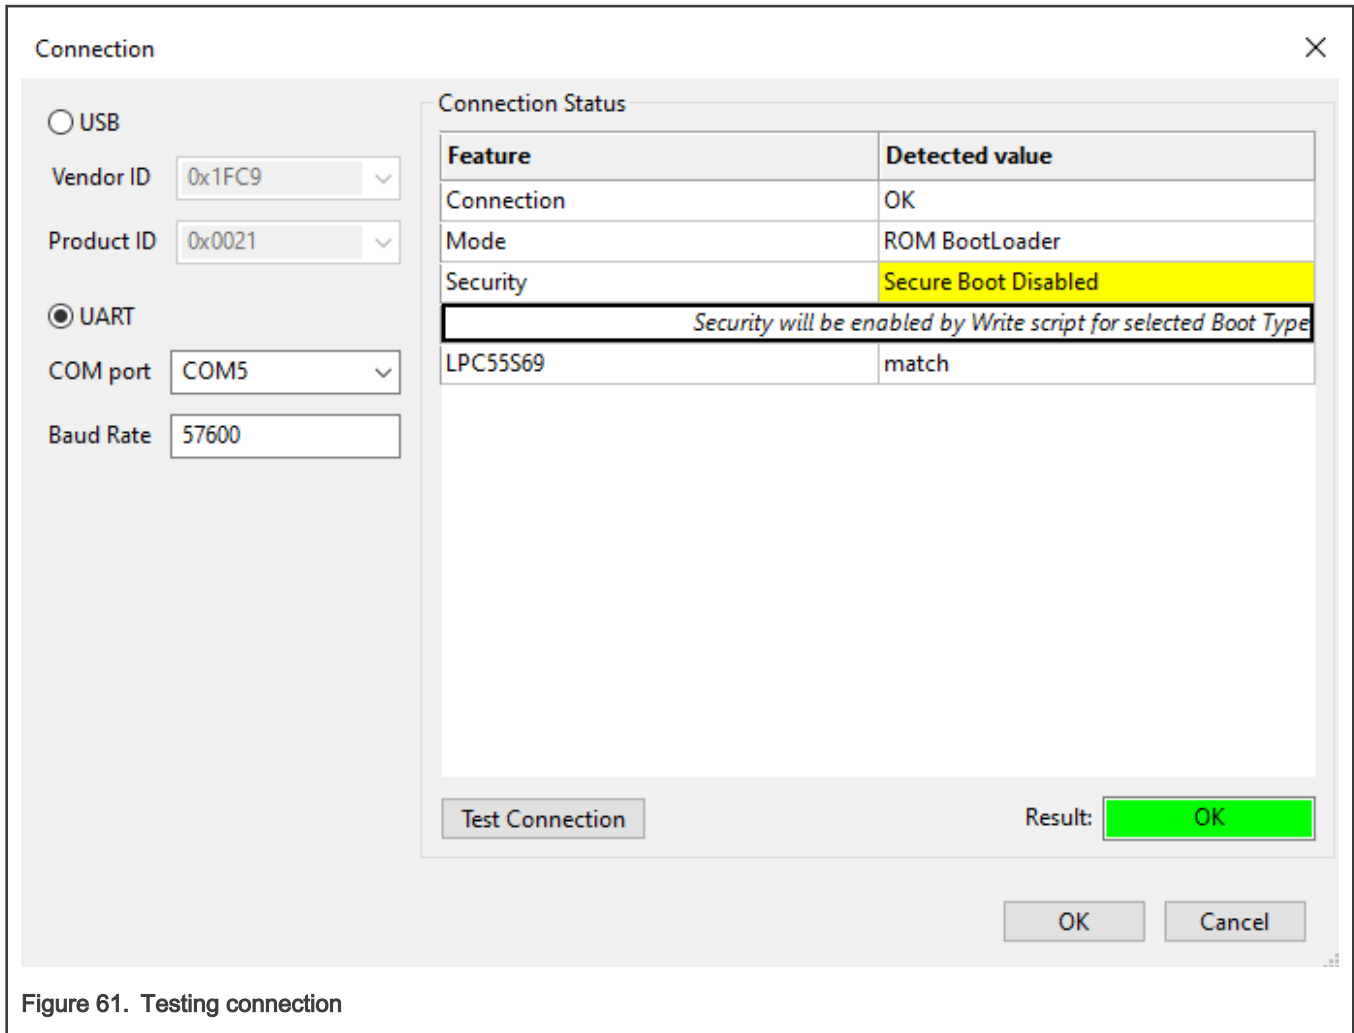 Connection
USB
Vendor ID 0x1FC9
Product ID 0x0021
UART
COM port COM5
Baud Rate 57600
Connection Status
Feature Detected value
Connection OK
Mode ROM BootLoader
Security Secure Boot Disabled
Security will be enabled by Write script for selected Boot Type
LPC55S69 match
Test Connection Result: OK
OK Cancel
Figure 61. Testing connection